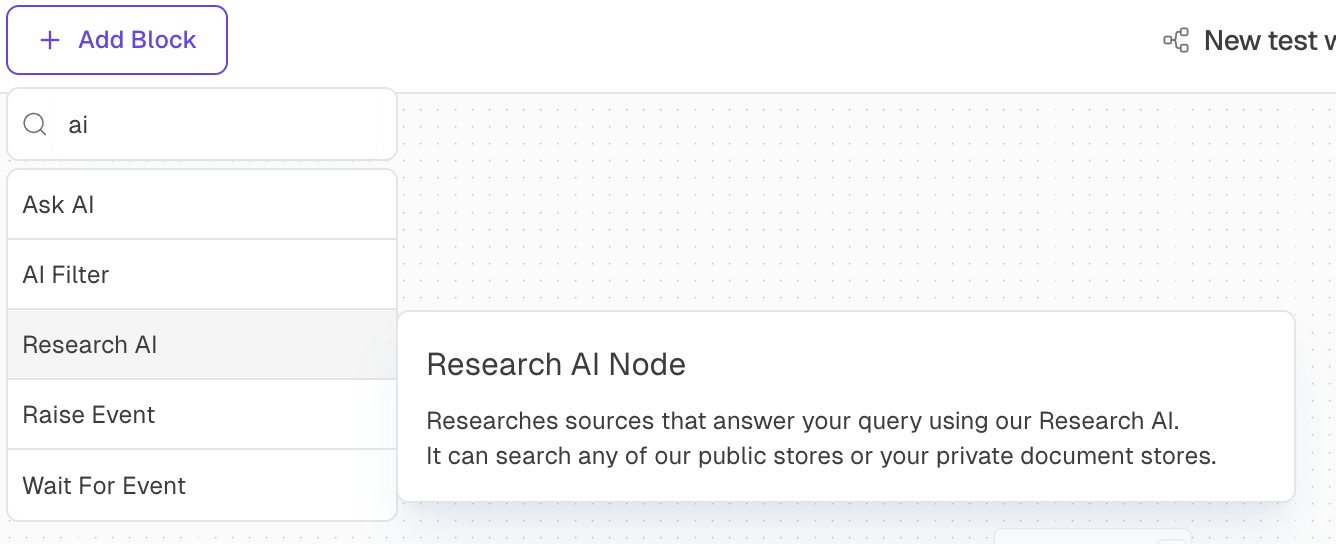 Add Block
New test
ai
Ask AI
AI Filter
Research AI
Raise Event
Wait For Event
Research AI Node
Researches sources that answer your query using our Research AI.
It can search any of our public stores or your private document stores.